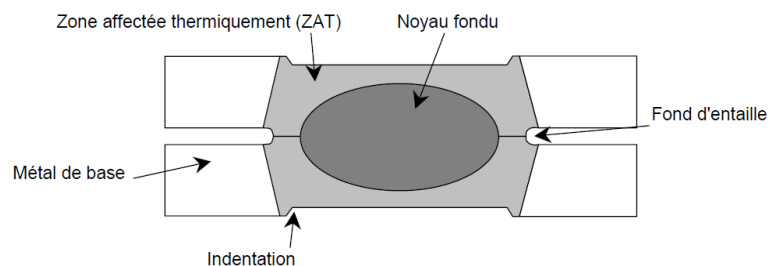 Zone affectée thermiquement (ZAT)
Noyau fondu
Fond d'entaille
Métal de base
Indentation